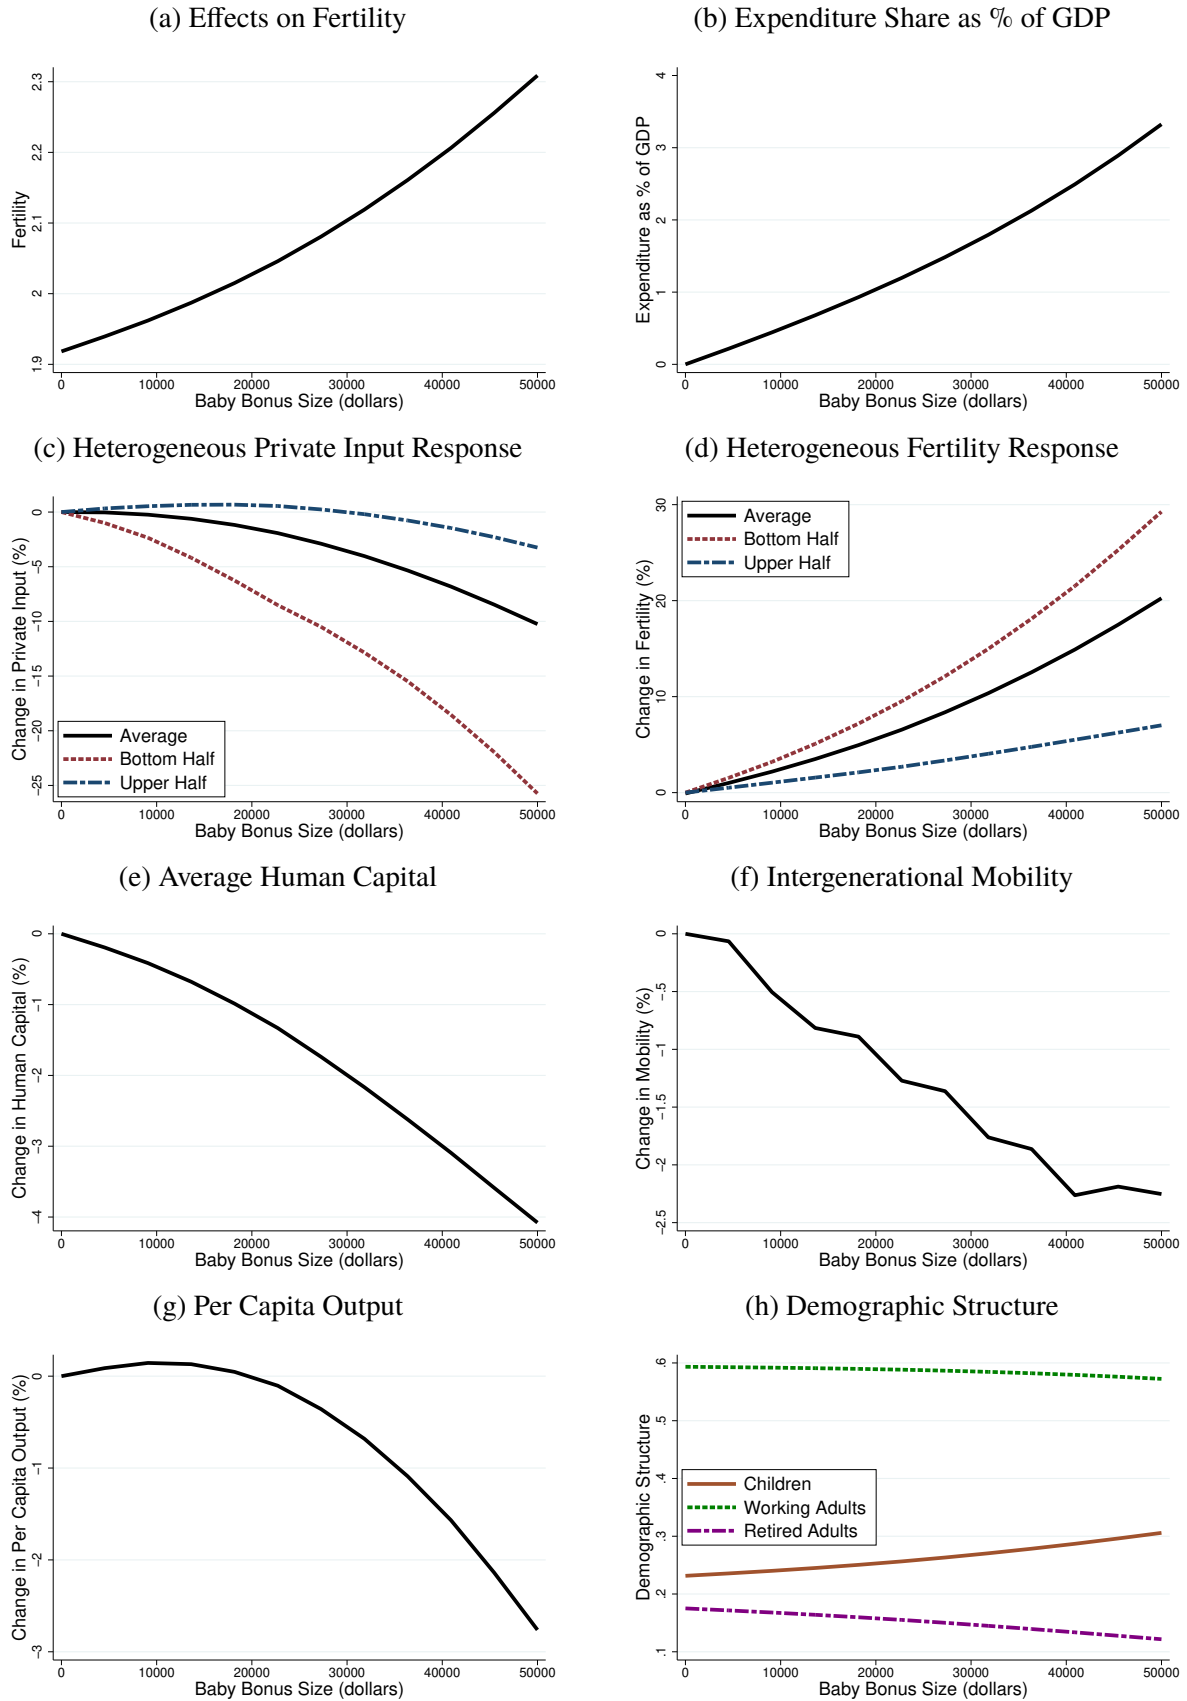 (a) Effects on Fertility
Fertility
1.9 2 2.1 2.2 2.3
0 10000 20000 30000 40000 50000
Baby Bonus Size (dollars)
(b) Expenditure Share as % of GDP
Expenditure as % of GDP
0 1 2 3 4
0 10000 20000 30000 40000 50000
Baby Bonus Size (dollars)
(c) Heterogeneous Private Input Response
Change in Private Input (%)
-25 -20 -15 -10 -5 0
Average
Bottom Half
Upper Half
0 10000 20000 30000 40000 50000
Baby Bonus Size (dollars)
(d) Heterogeneous Fertility Response
Change in Fertility (%)
0 10 20 30
Average
Bottom Half
Upper Half
0 10000 20000 30000 40000 50000
Baby Bonus Size (dollars)
(e) Average Human Capital
Change in Human Capital (%)
-4 -3 -2 -1 0
0 10000 20000 30000 40000 50000
Baby Bonus Size (dollars)
(f) Intergenerational Mobility
Change in Mobility (%)
-2.5 -2 -1.5 -1 -.5 0
0 10000 20000 30000 40000 50000
Baby Bonus Size (dollars)
(g) Per Capita Output
Change in Per Capita Output (%)
-3 -2 -1 0
0 10000 20000 30000 40000 50000
Baby Bonus Size (dollars)
(h) Demographic Structure
Demographic Structure
.1 .2 .3 .4 .5 .6
Children
Working Adults
Retired Adults
0 10000 20000 30000 40000 50000
Baby Bonus Size (dollars)